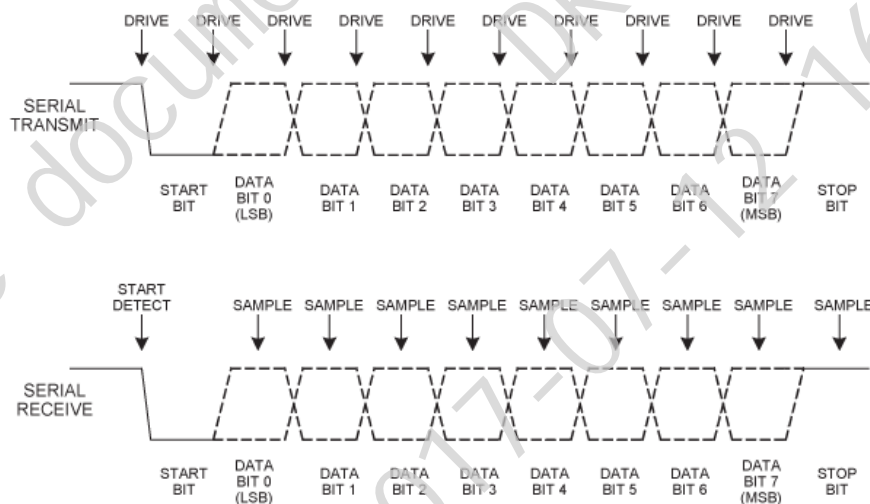 DRIVE DRIVE DRIVE DRIVE DRIVE DRIVE DRIVE DRIVE DRIVE DRIVE
SERIAL
TRANSMIT
START
BIT
DATA
BIT 0
(LSB)
DATA
BIT 1
DATA
BIT 2
DATA
BIT 3
DATA
BIT 4
DATA
BIT 5
DATA
BIT 6
DATA
BIT 7
(MSB)
STOP
BIT
START
DETECT
SAMPLE SAMPLE SAMPLE SAMPLE SAMPLE SAMPLE SAMPLE SAMPLE SAMPLE
SERIAL
RECEIVE
START
BIT
DATA
BIT 0
(LSB)
DATA
BIT 1
DATA
BIT 2
DATA
BIT 3
DATA
BIT 4
DATA
BIT 5
DATA
BIT 6
DATA
BIT 7
(MSB)
STOP
BIT